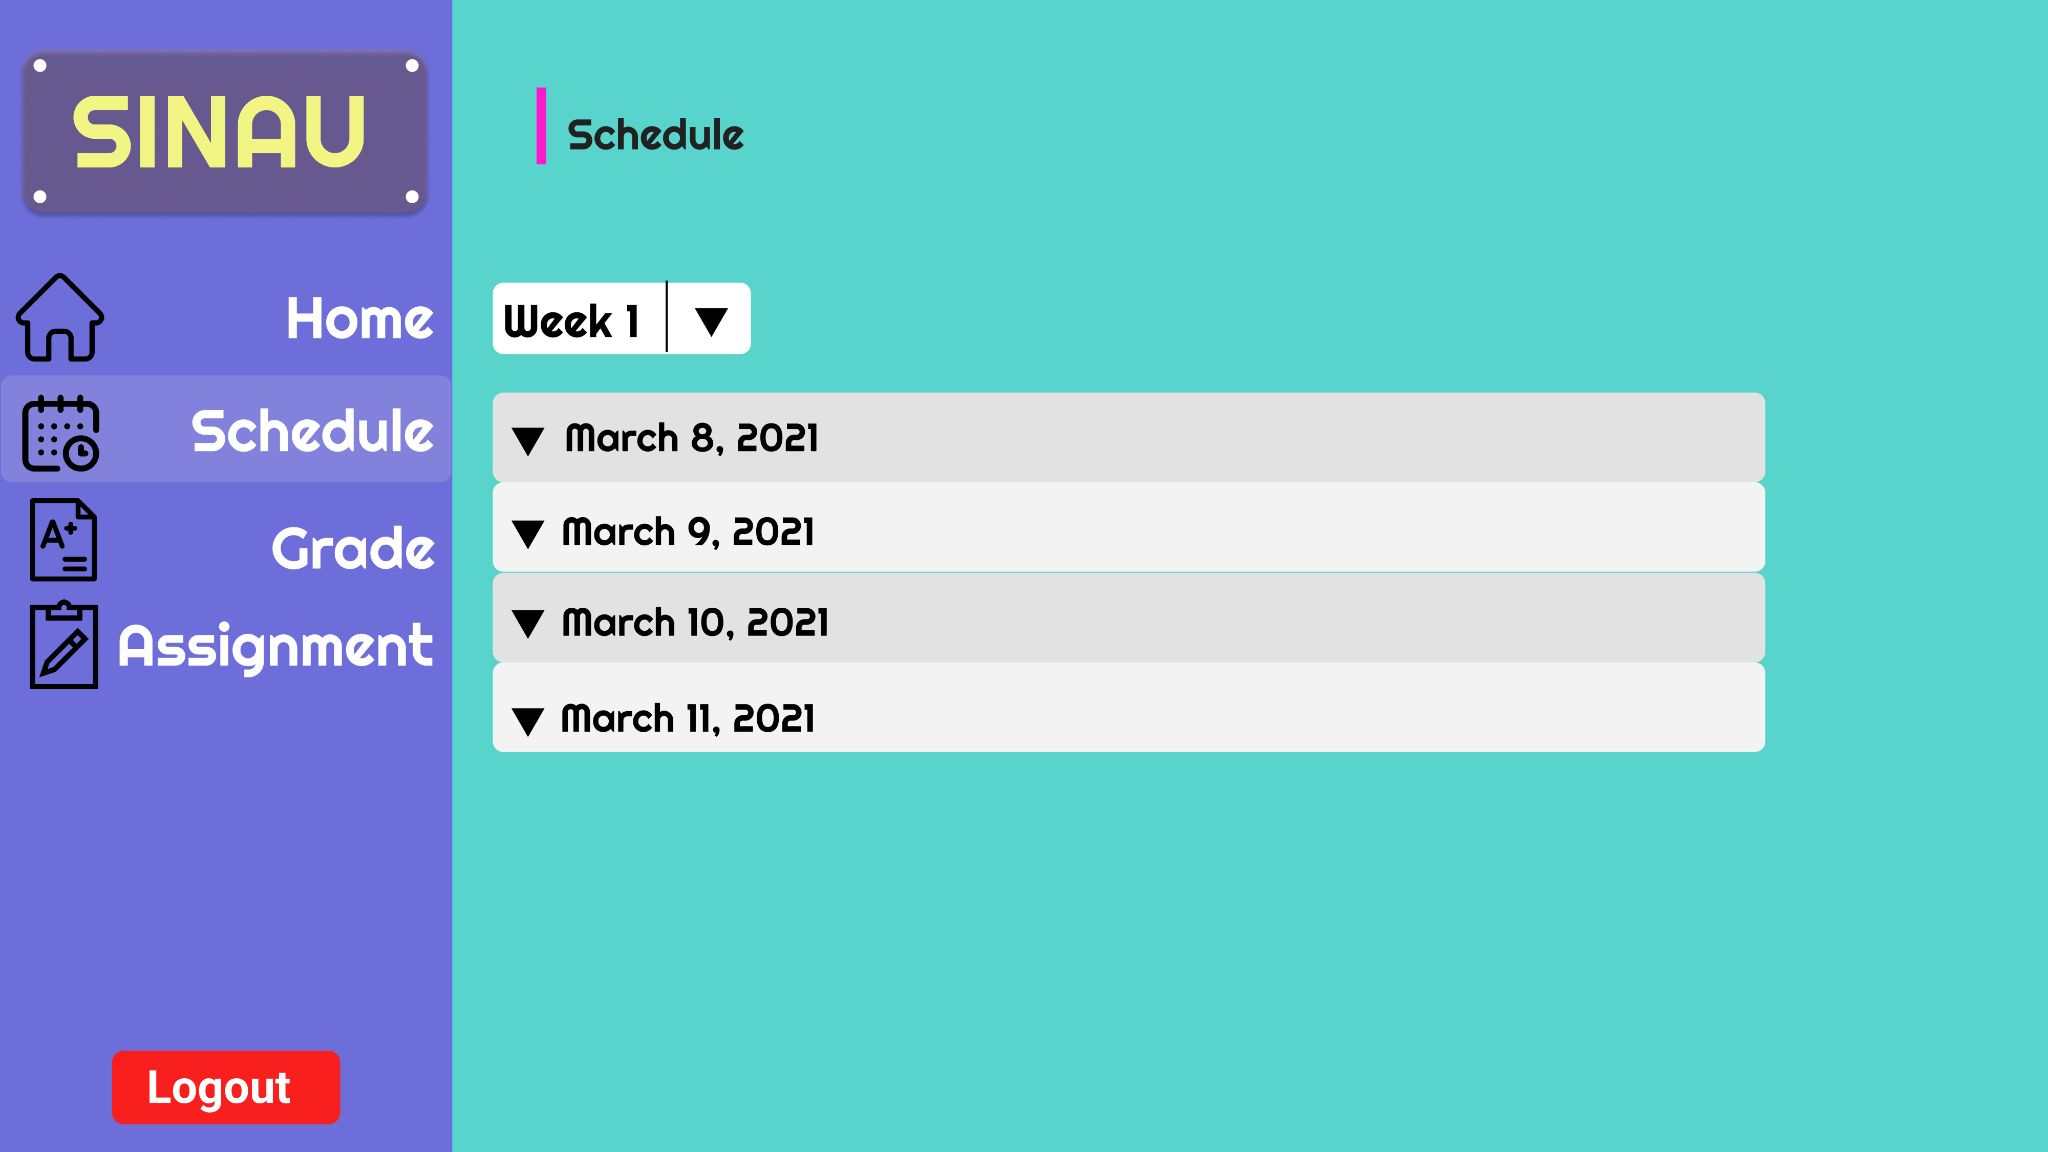 SINAU
Home
Schedule
Grade
A+
Assignment
Logout
Schedule
Week 1
March 8, 2021
March 9, 2021
March 10, 2021
March 11, 2021